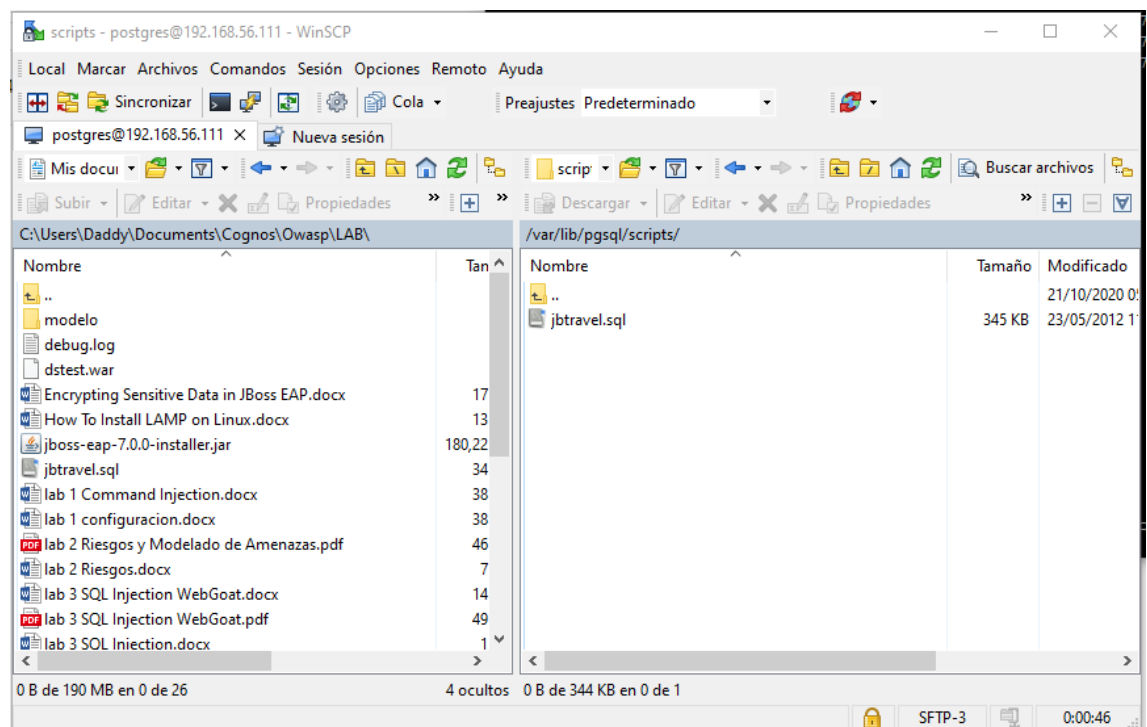 scripts - postgres@192.168.56.111 - WinSCP
Local Marcar Archivos Comandos Sesión Opciones Remoto Ayuda
Sincronizar Cola Preajustes Predeterminado
postgres@192.168.56.111 X Nueva sesión
Mis docu scrip Buscar archivos
Subir Editar Propiedades » » Descargar Editar Propiedades »
C:\Users\Daddy\Documents\Cognos\Owasp\LAB\ /var/lib/pgsql/scripts/
Nombre Tan Nombre Tamaño Modificado
.. .. 21/10/2020 0
modelo jbtravel.sql 345 KB 23/05/2012 1
debug.log
dstest.war
Encrypting Sensitive Data in JBoss EAP.docx 17
How To Install LAMP on Linux.docx 13
jboss-eap-7.0.0-installer.jar 180,22
jbtravel.sql 34
lab 1 Command Injection.docx 38
lab 1 configuracion.docx 38
PDF lab 2 Riesgos y Modelado de Amenazas.pdf 46
lab 2 Riesgos.docx 7
lab 3 SQL Injection WebGoat.docx 14
PDF lab 3 SQL Injection WebGoat.pdf 49
lab 3 SQL Injection.docx 1
0 B de 190 MB en 0 de 26 4 ocultos 0 B de 344 KB en 0 de 1
SFTP-3 0:00:46